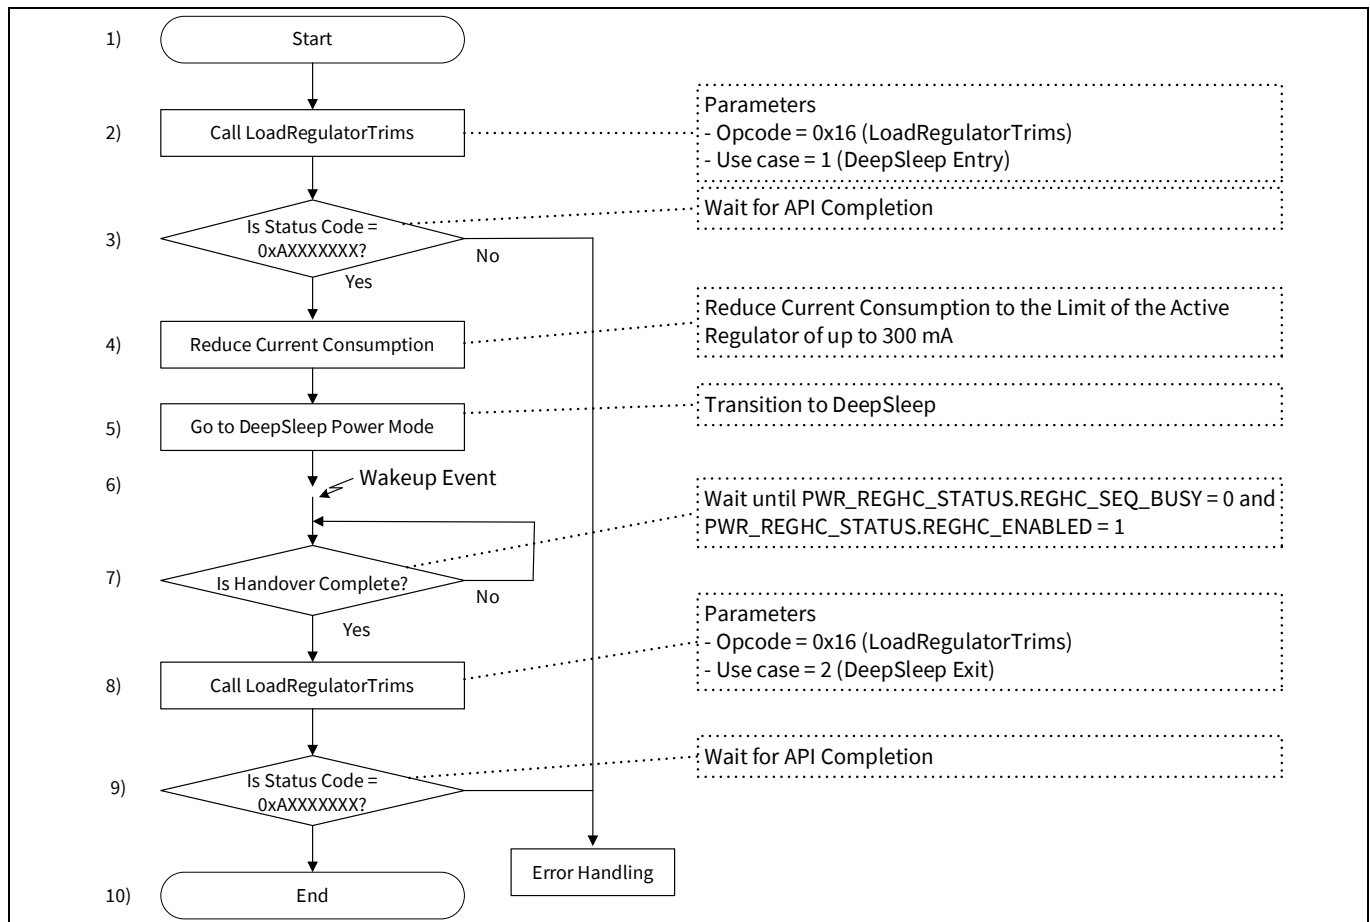 1)
Start
2)
Call LoadRegulatorTrims
Parameters
- Opcode = 0x16 (LoadRegulatorTrims)
- Use case = 1 (DeepSleep Entry)
3)
Is Status Code =
0xAXXXXXXX?
No
Yes
Wait for API Completion
4)
Reduce Current Consumption
Reduce Current Consumption to the Limit of the Active
Regulator of up to 300 mA
5)
Go to DeepSleep Power Mode
Transition to DeepSleep
6)
Wakeup Event
7)
Is Handover Complete?
No
Yes
Wait until PWR_REGHC_STATUS.REGHC_SEQ_BUSY = 0 and
PWR_REGHC_STATUS.REGHC_ENABLED = 1
8)
Call LoadRegulatorTrims
Parameters
- Opcode = 0x16 (LoadRegulatorTrims)
- Use case = 2 (DeepSleep Exit)
9)
Is Status Code =
0xAXXXXXXX?
Wait for API Completion
Error Handling
10)
End